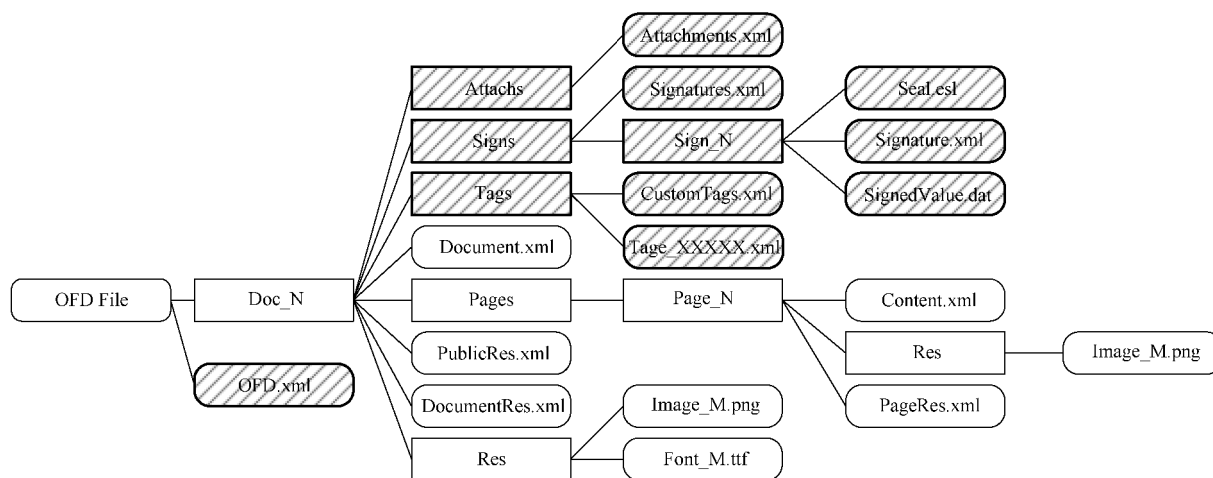 Attachments.xml
Attachs
Signatures.xml
Seal.esl
Signs
Sign_N
Signature.xml
Tags
CustomTags.xml
SignedValue.dat
Document.xml
Tage_XXXXX.xml
OFD File
Doc_N
Pages
Page_N
Content.xml
PublicRes.xml
Res
Image_M.png
OFD.xml
DocumentRes.xml
Image_M.png
PageRes.xml
Res
Font_M.ttf